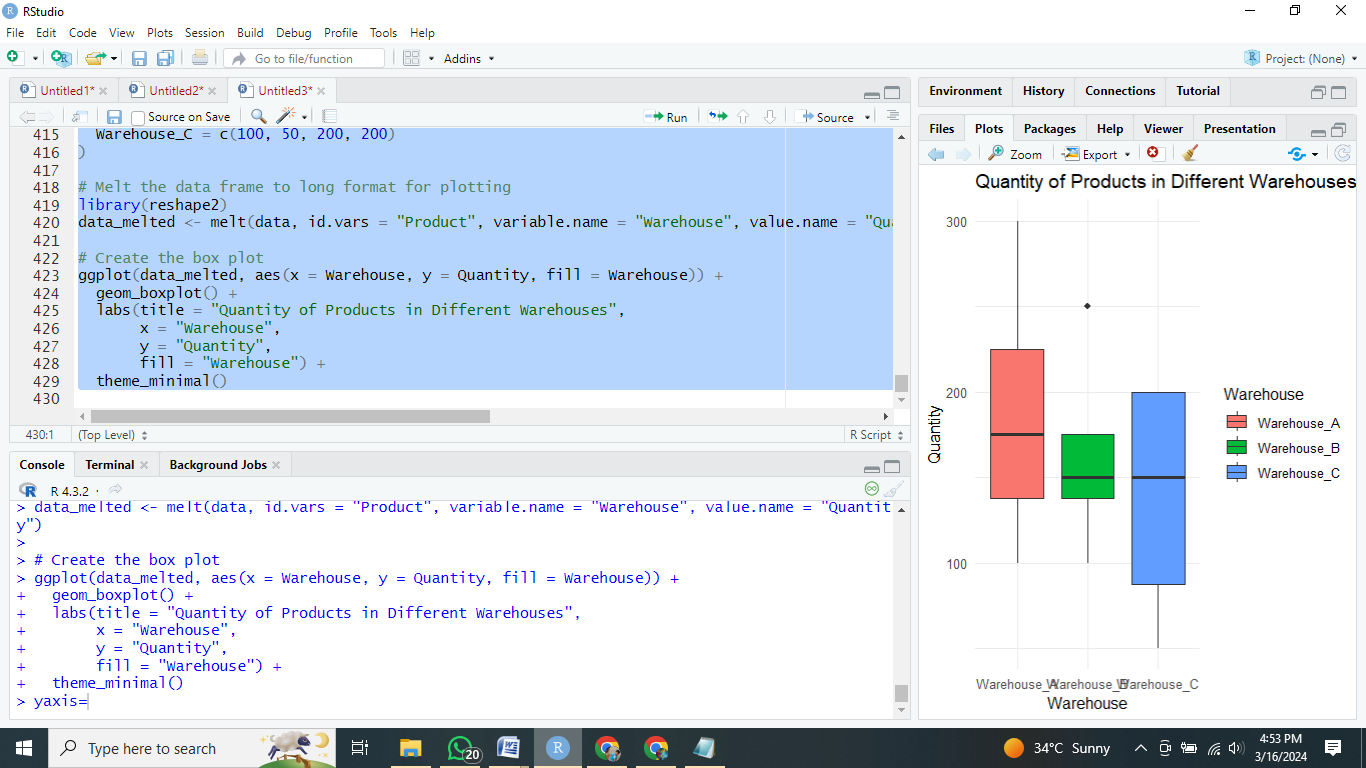 RStudio
File Edit Code View Plots Session Build Debug Profile Tools Help
Go to file/function Addins Project: (None)
Untitled1* Untitled2* Untitled3*
Source on Save Run Source
415 Warehouse_C = c(100, 50, 200, 200)
416 )
417
418 # Melt the data frame to long format for plotting
419 library(reshape2)
420 data_melted <- melt(data, id.vars = "Product", variable.name = "Warehouse", value.name = "Qua
421
422 # Create the box plot
423 ggplot(data_melted, aes(x = Warehouse, y = Quantity, fill = Warehouse)) +
424 geom_boxplot() +
425 labs(title = "Quantity of Products in Different Warehouses",
426 x = "Warehouse",
427 y = "Quantity",
428 fill = "Warehouse") +
429 theme_minimal()
430
430:1 (Top Level) R Script
Console Terminal Background Jobs
R 4.3.2 ·
> data_melted <- melt(data, id.vars = "Product", variable.name = "Warehouse", value.name = "Quantit
y")
>
> # Create the box plot
> ggplot(data_melted, aes(x = Warehouse, y = Quantity, fill = Warehouse)) +
+ geom_boxplot() +
+ labs(title = "Quantity of Products in Different Warehouses",
+ x = "Warehouse",
+ y = "Quantity",
+ fill = "Warehouse") +
+ theme_minimal()
> yaxis=
Environment History Connections Tutorial
Files Plots Packages Help Viewer Presentation
Zoom Export
Quantity of Products in Different Warehouses
300
200
100
Quantity
Warehouse_A Warehouse_B Warehouse_C
Warehouse
Warehouse
Warehouse_A
Warehouse_B
Warehouse_C
Type here to search
20
34°C Sunny
4:53 PM
3/16/2024